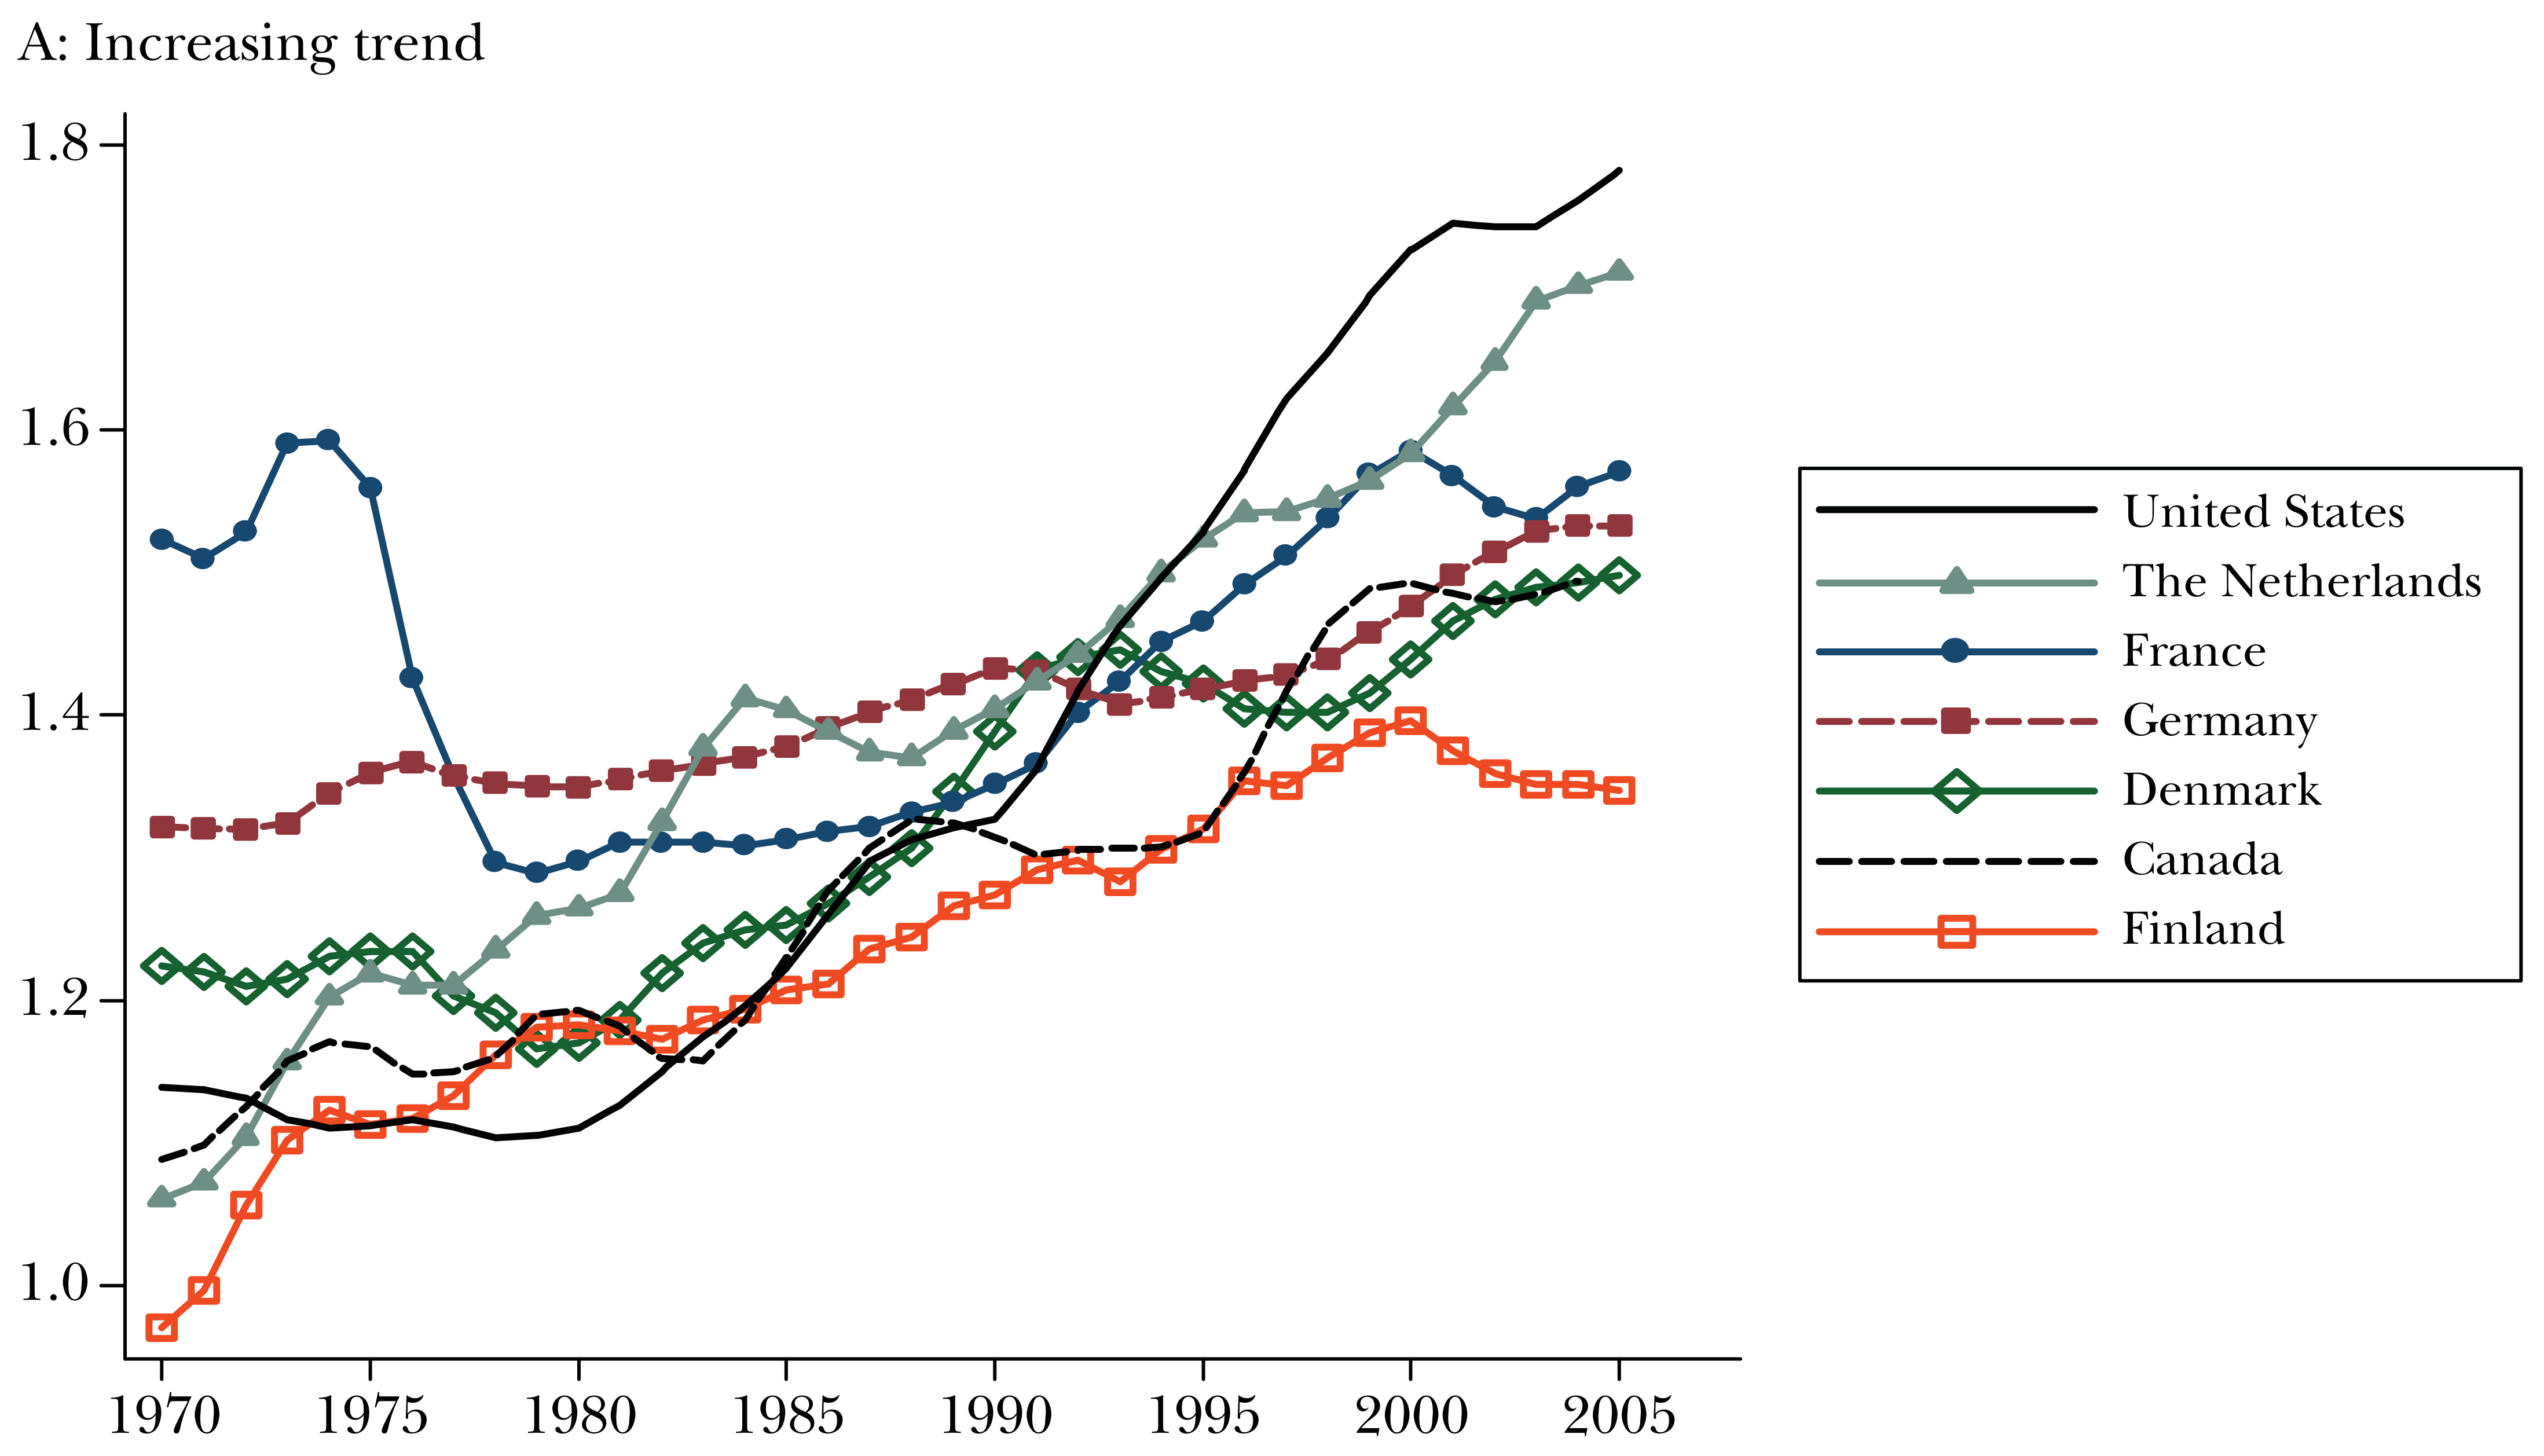 A: Increasing trend
1.8
1.6
1.4
1.2
1.0
1970 1975 1980 1985 1990 1995 2000 2005
United States
The Netherlands
France
Germany
Denmark
Canada
Finland